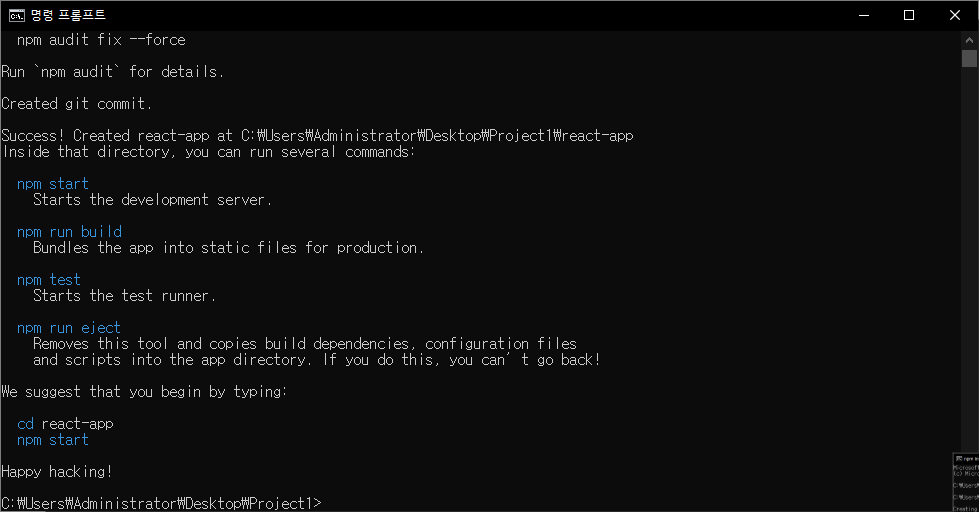 명령 프롬프트
npm audit fix --force
Run `npm audit` for details.
Created git commit.
Success! Created react-app at C:₩Users₩Administrator₩Desktop₩Project1₩react-app
Inside that directory, you can run several commands:
npm start
Starts the development server.
npm run build
Bundles the app into static files for production.
npm test
Starts the test runner.
npm run eject
Removes this tool and copies build dependencies, configuration files
and scripts into the app directory. If you do this, you can’t go back!
We suggest that you begin by typing:
cd react-app
npm start
Happy hacking!
C:₩Users₩Administrator₩Desktop₩Project1>
Microsoft
(c) Micro
C:₩Users₩
C:₩Users₩
Creating